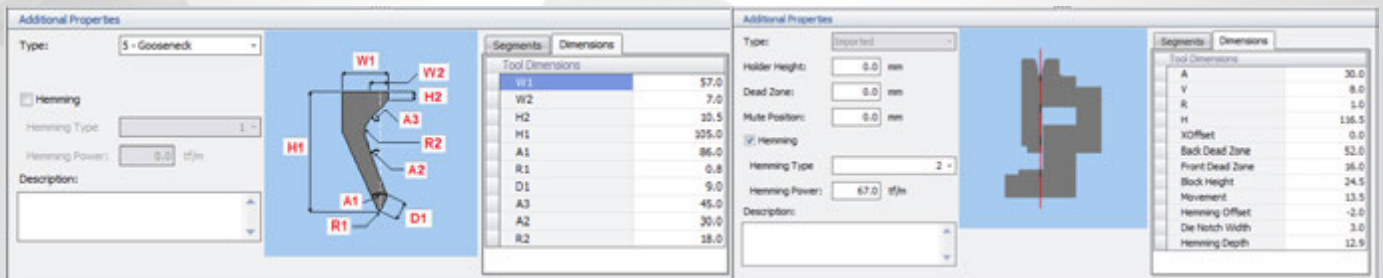 Additional Properties
Type: 5 - Gooseneck
Hemming
Hemming Type 1
Hemming Power: 0.0 tf/m
Description:
W1
W2
H2
A3
R2
H1
A2
A1
D1
R1
Segments Dimensions
Tool Dimensions
W1 57.0
W2 7.0
H2 10.5
H1 105.0
A1 86.0
R1 0.8
D1 9.0
A3 45.0
A2 30.0
R2 18.0
Additional Properties
Type: Imported
Holder Height: 0.0 mm
Dead Zone: 0.0 mm
Mute Position: 0.0 mm
Hemming
Hemming Type 2
Hemming Power: 67.0 tf/m
Description:
Segments Dimensions
Tool Dimensions
A 30.0
V 8.0
R 1.0
H 116.5
XOffset 0.0
Back Dead Zone 52.0
Front Dead Zone 16.0
Block Height 24.5
Movement 13.5
Hemming Offset -2.0
Die Notch Width 3.0
Hemming Depth 12.9